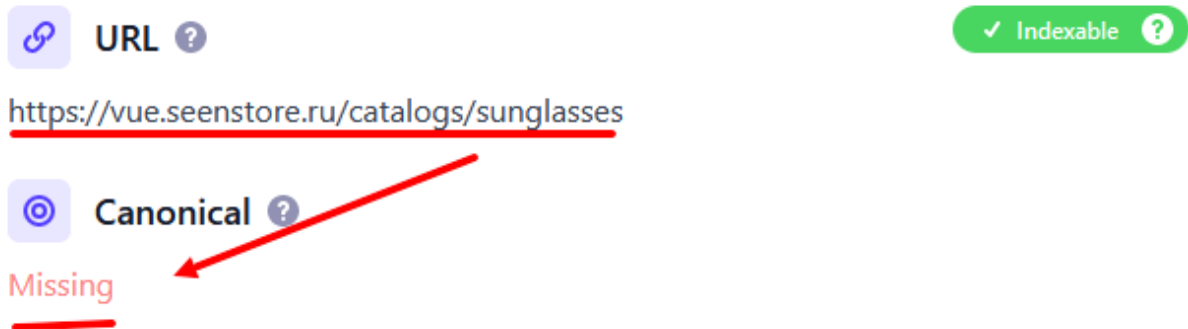 URL ?
✓ Indexable ?
https://vue.seenstore.ru/catalogs/sunglasses
Canonical ?
Missing